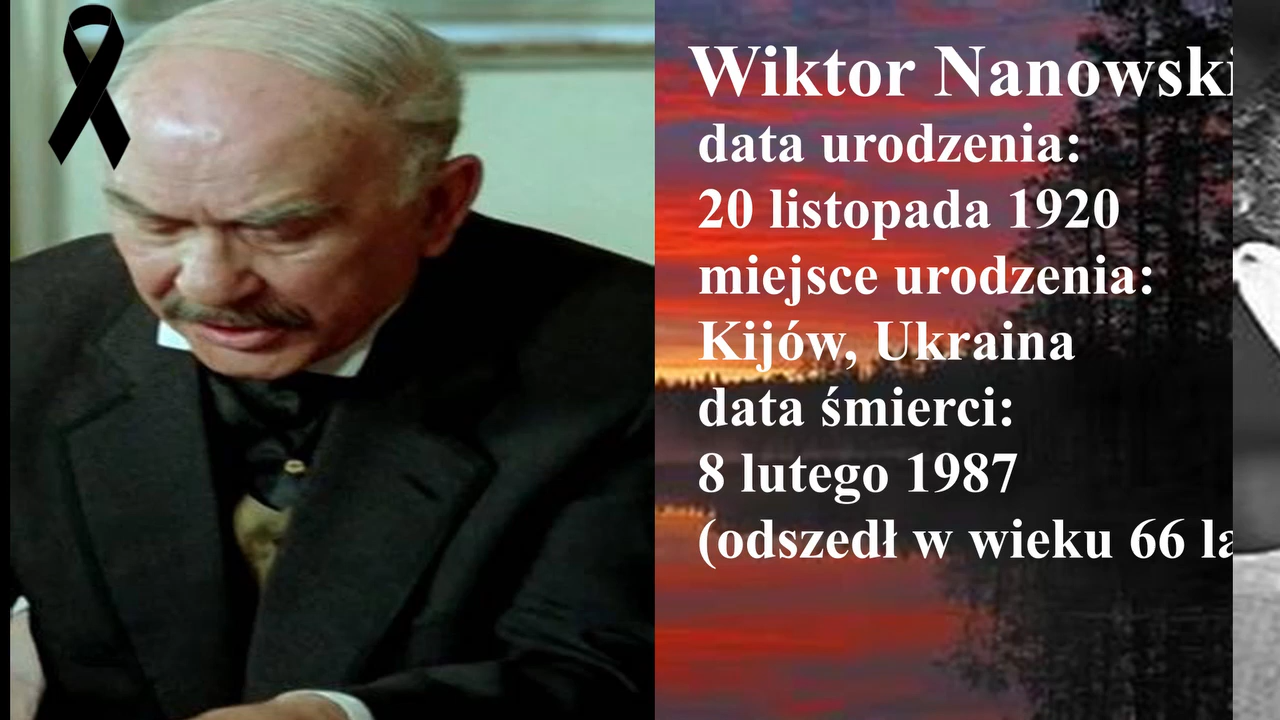 Wiktor Nanowski
data urodzenia:
20 listopada 1920
miejsce urodzenia:
Kijów, Ukraina
data śmierci:
8 lutego 1987
(odszedł w wieku 66 la